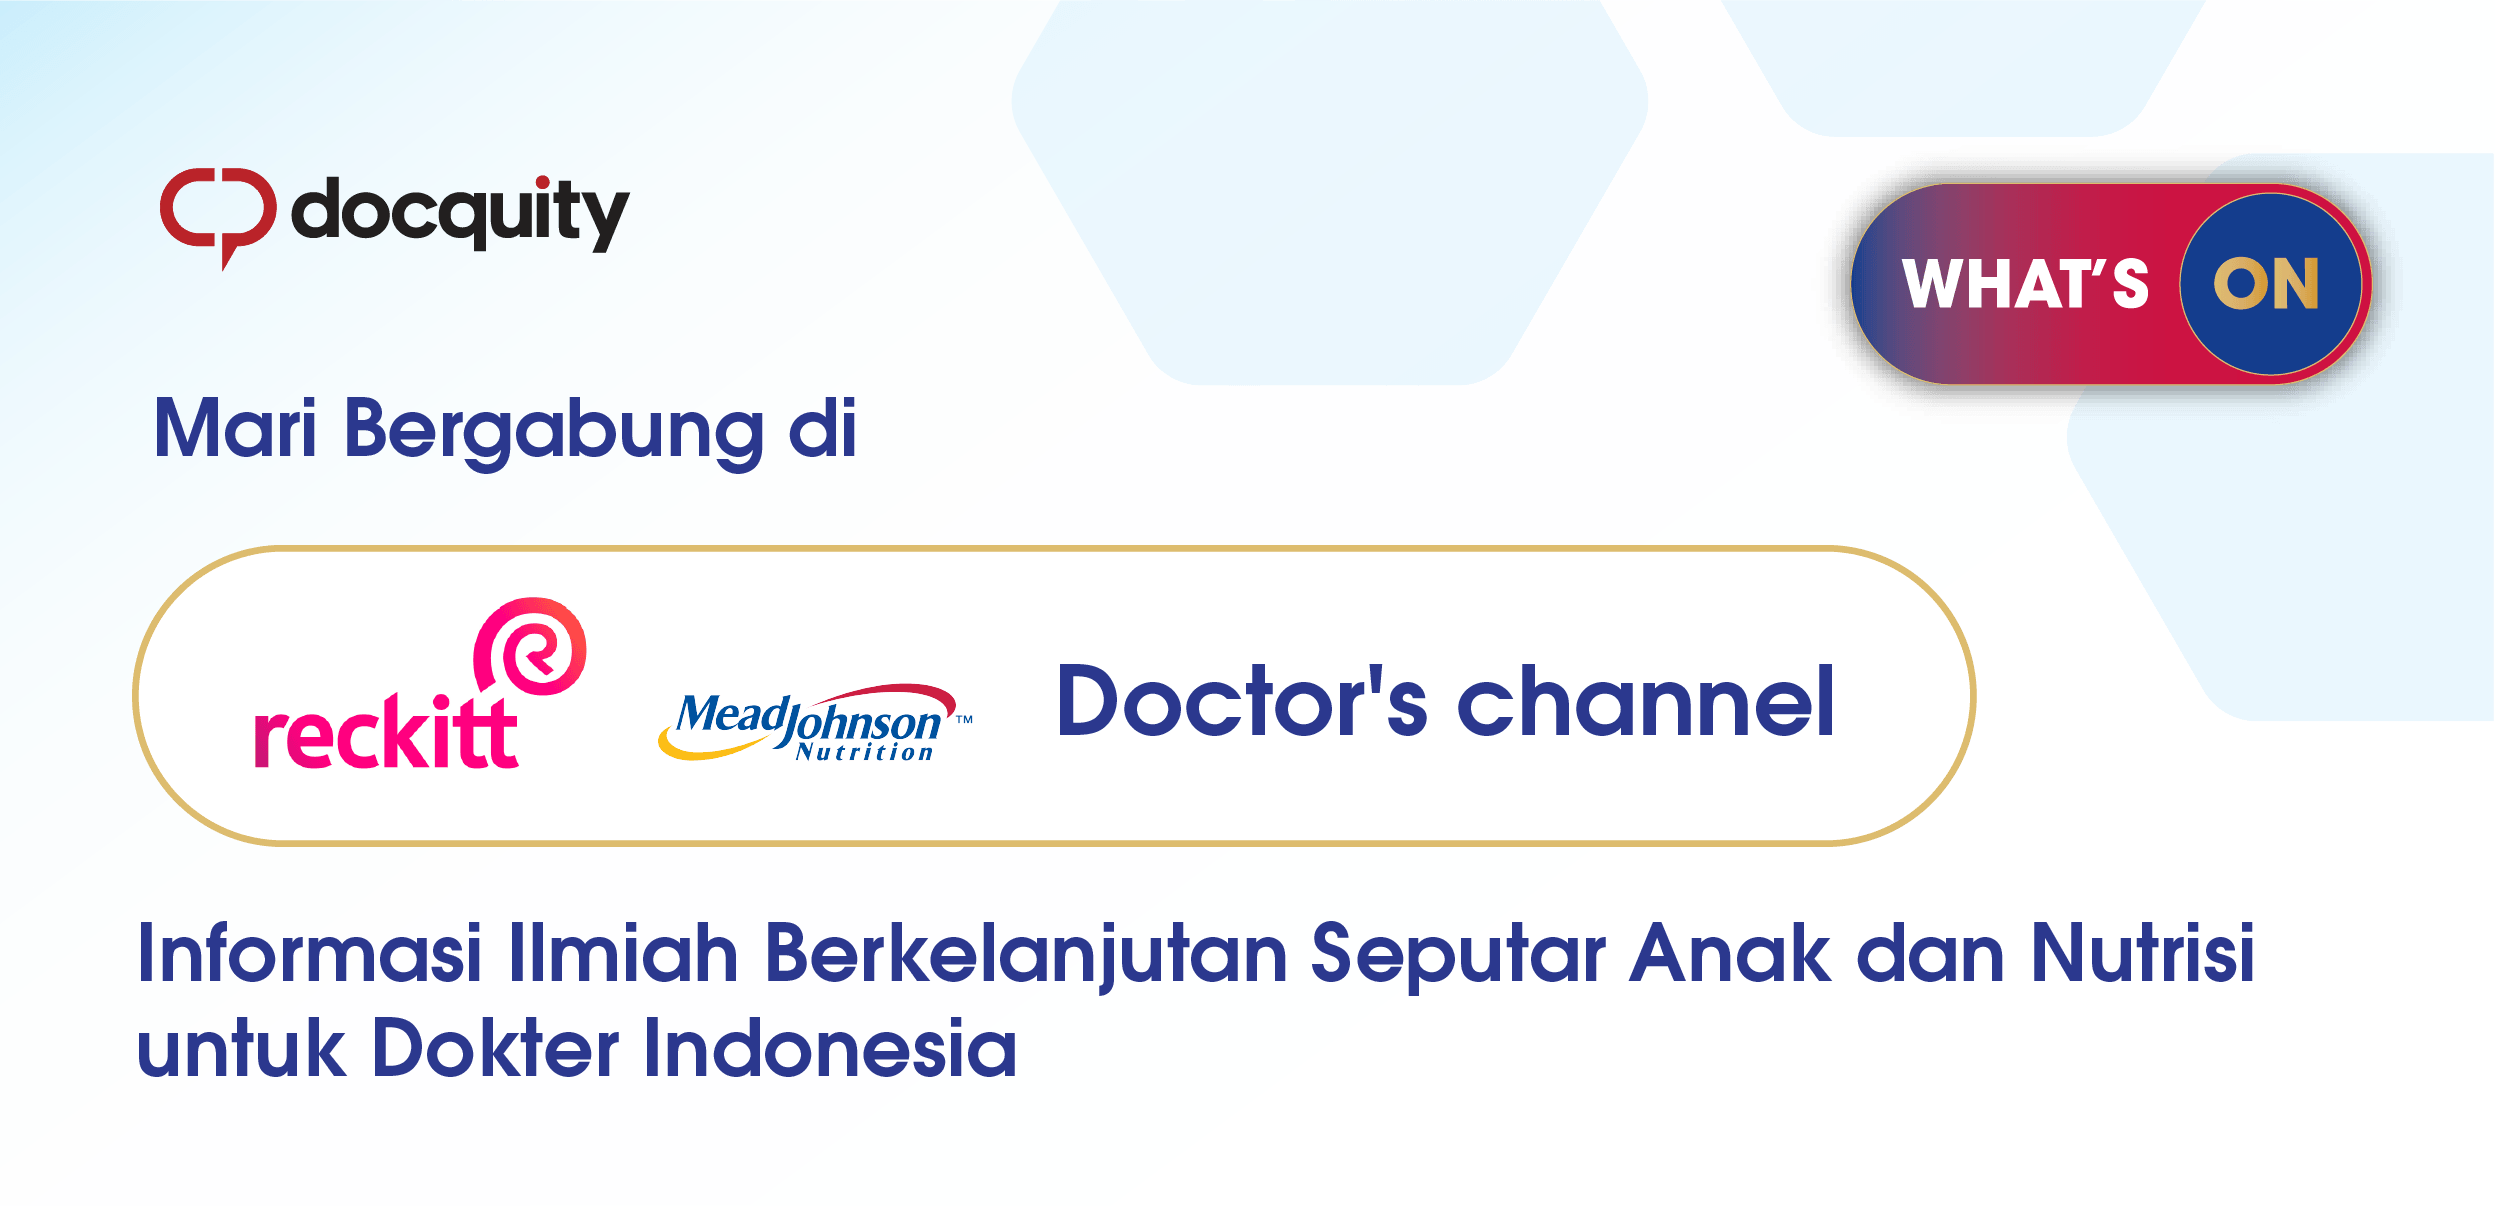 docquity
WHAT'S ON
Mari Bergabung di
reckitt
MeadJohnson™
Nutrition
Doctor's channel
Informasi Ilmiah Berkelanjutan Seputar Anak dan Nutrisi
untuk Dokter Indonesia